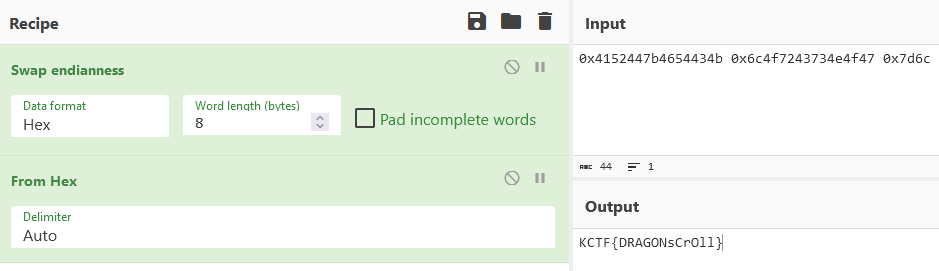 Recipe
Swap endianness
Data format
Hex
Word length (bytes)
8
Pad incomplete words
From Hex
Delimiter
Auto
Input
0x4152447b4654434b 0x6c4f7243734e4f47 0x7d6c
ABC 44 1
Output
KCTF{DRAGONsCrOll}